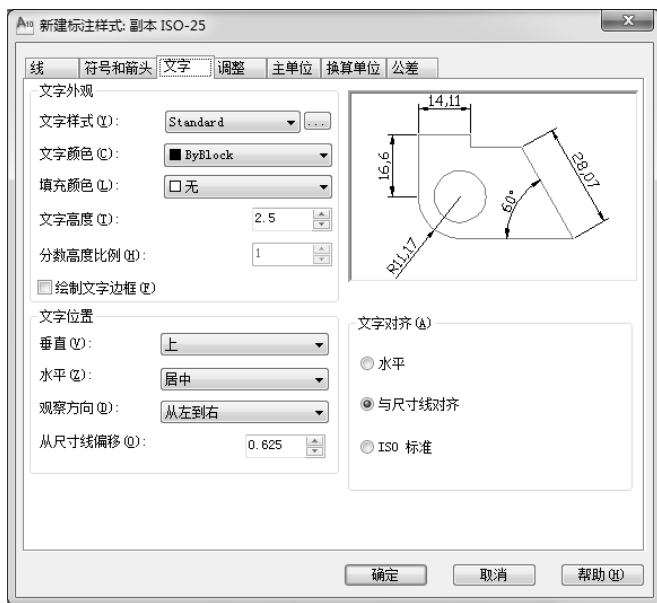 A10 新建标注样式: 副本 ISO-25
线 符号和箭头 文字 调整 主单位 换算单位 公差
文字外观
文字样式(Y): Standard ...
文字颜色(C): ByBlock
填充颜色(L): 无
文字高度(T): 2.5
分数高度比例(H): 1
绘制文字边框(F)
14,11
16,6
28,07
60°
R11,17
文字位置
垂直(V): 上
水平(Z): 居中
观察方向(D): 从左到右
从尺寸线偏移(O): 0.625
文字对齐(A)
水平
与尺寸线对齐
ISO 标准
确定 取消 帮助(H)